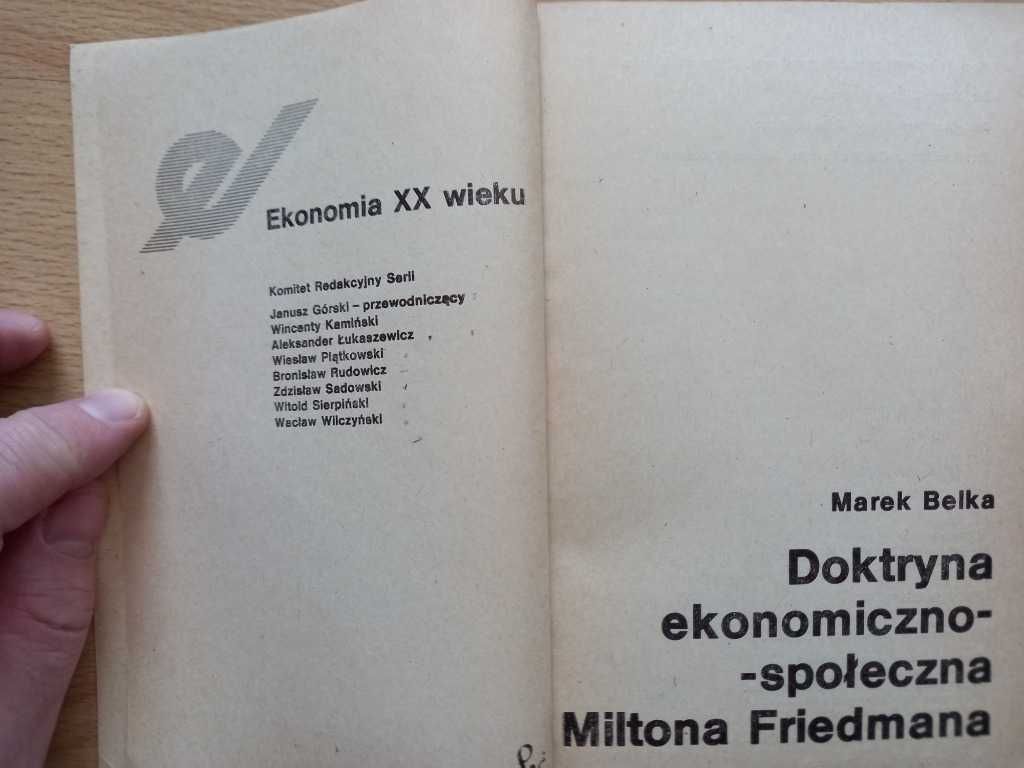 Ekonomia XX wieku
Komitet Redakcyjny Serii
Janusz Górski – przewodniczący
Wincenty Kamiński
Aleksander Łukaszewicz
Wiesław Piątkowski
Bronisław Rudowicz
Zdzisław Sadowski
Witold Sierpiński
Wacław Wilczyński
Marek Belka
Doktryna
ekonomiczno-
-społeczna
Miltona Friedmana